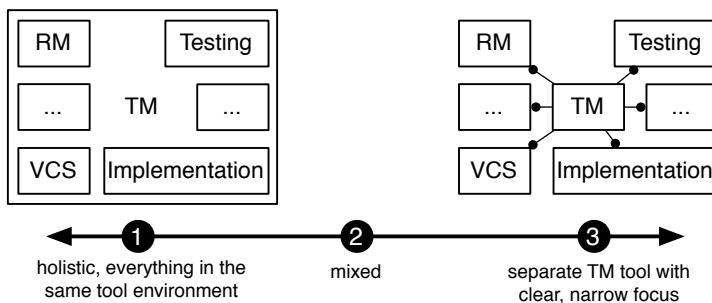 RM Testing
... TM ...
VCS Implementation
RM Testing
... TM ...
VCS Implementation
1 2 3
holistic, everything in the
same tool environment
mixed
separate TM tool with
clear, narrow focus